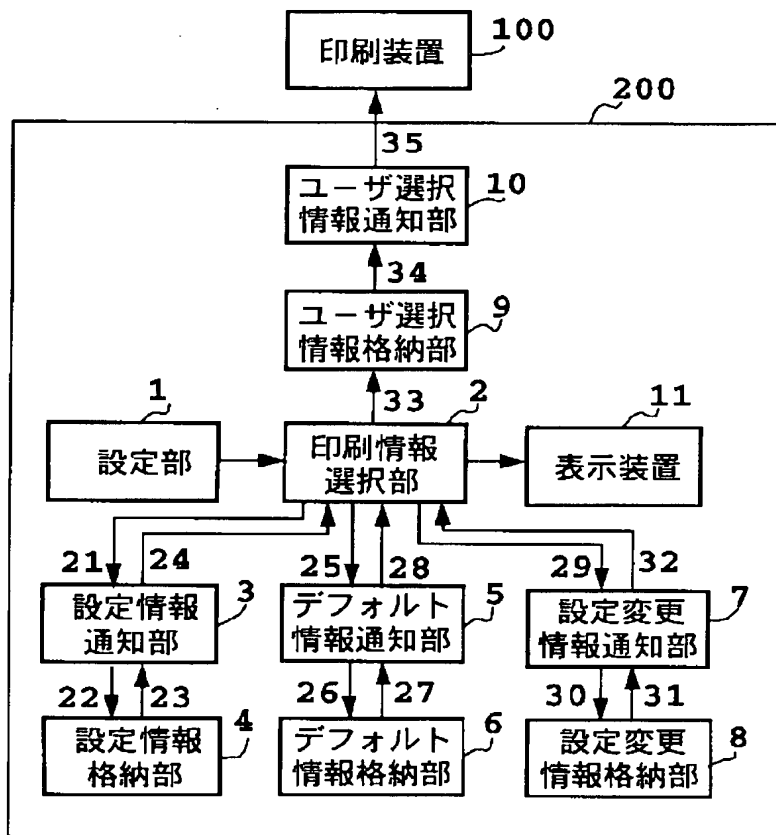 100
印刷装置
200
35
10
ユーザ選択
情報通知部
34
9
ユーザ選択
情報格納部
33
1
2
11
設定部
印刷情報
選択部
表示装置
21
24
25
28
29
32
3
設定情報
通知部
5
デフォルト
情報通知部
7
設定変更
情報通知部
22
23
26
27
30
31
4
設定情報
格納部
6
デフォルト
情報格納部
8
設定変更
情報格納部